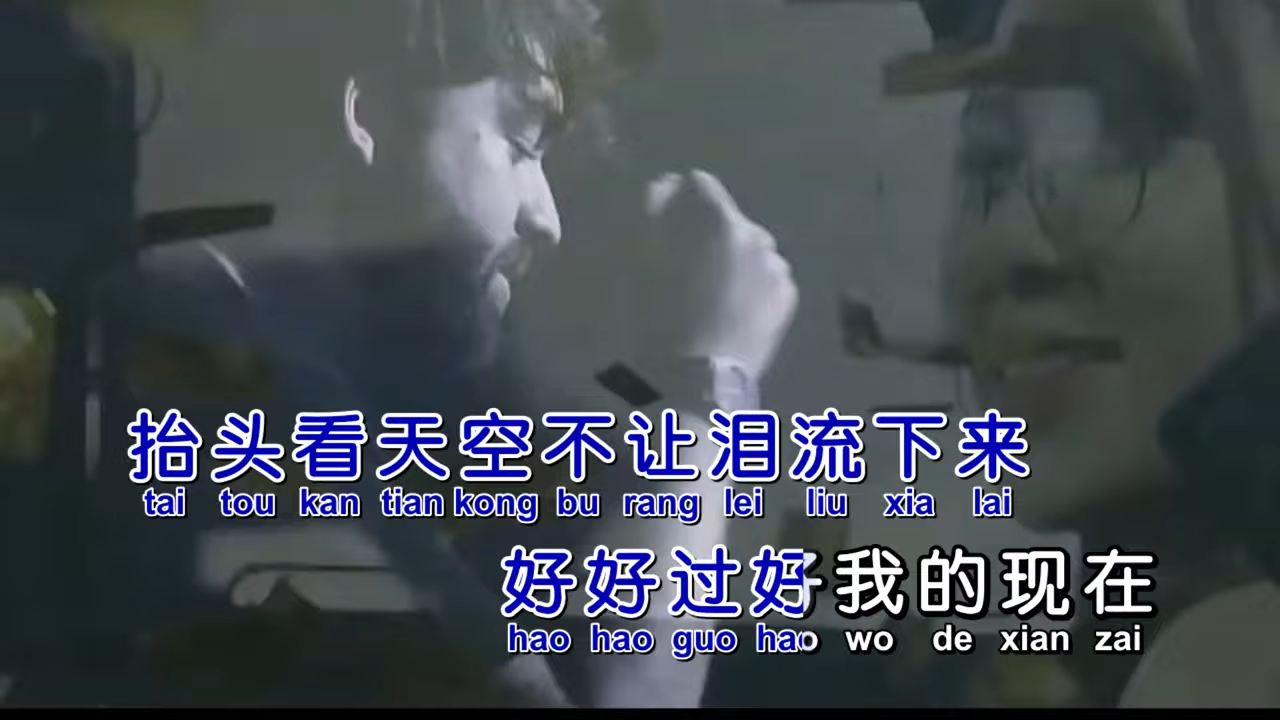 抬头看天空不让泪流下来
tai tou kan tian kong bu rang lei liu xia lai
好好过好我的现在
hao hao guo hao wo de xian zai